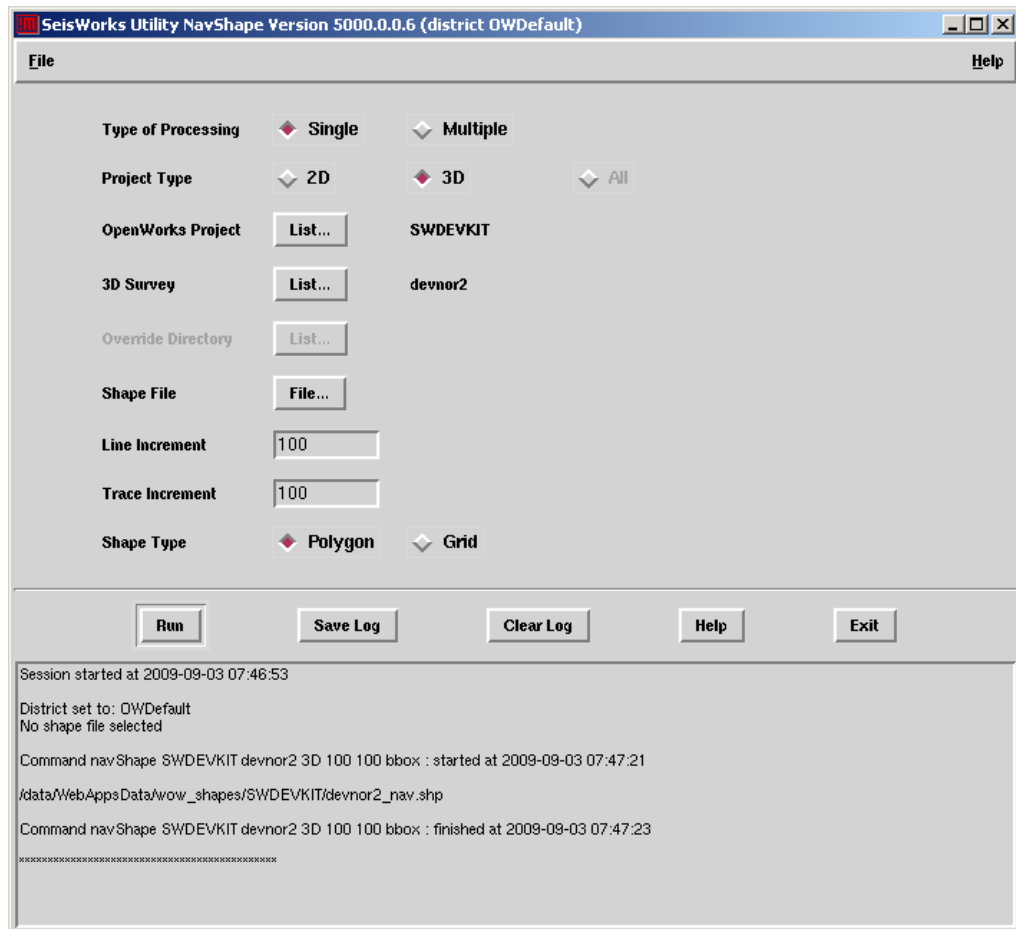 SeisWorks Utility NavShape Version 5000.0.0.6 (district OWDefault)
File Help
Type of Processing Single Multiple
Project Type 2D 3D All
OpenWorks Project List... SWDEVKIT
3D Survey List... devnor2
Override Directory List...
Shape File File...
Line Increment 100
Trace Increment 100
Shape Type Polygon Grid
Run Save Log Clear Log Help Exit
Session started at 2009-09-03 07:46:53
District set to: OWDefault
No shape file selected
Command navShape SWDEVKIT devnor2 3D 100 100 bbox : started at 2009-09-03 07:47:21
/data/WebAppsData/wow_shapes/SWDEVKIT/devnor2_nav.shp
Command navShape SWDEVKIT devnor2 3D 100 100 bbox : finished at 2009-09-03 07:47:23